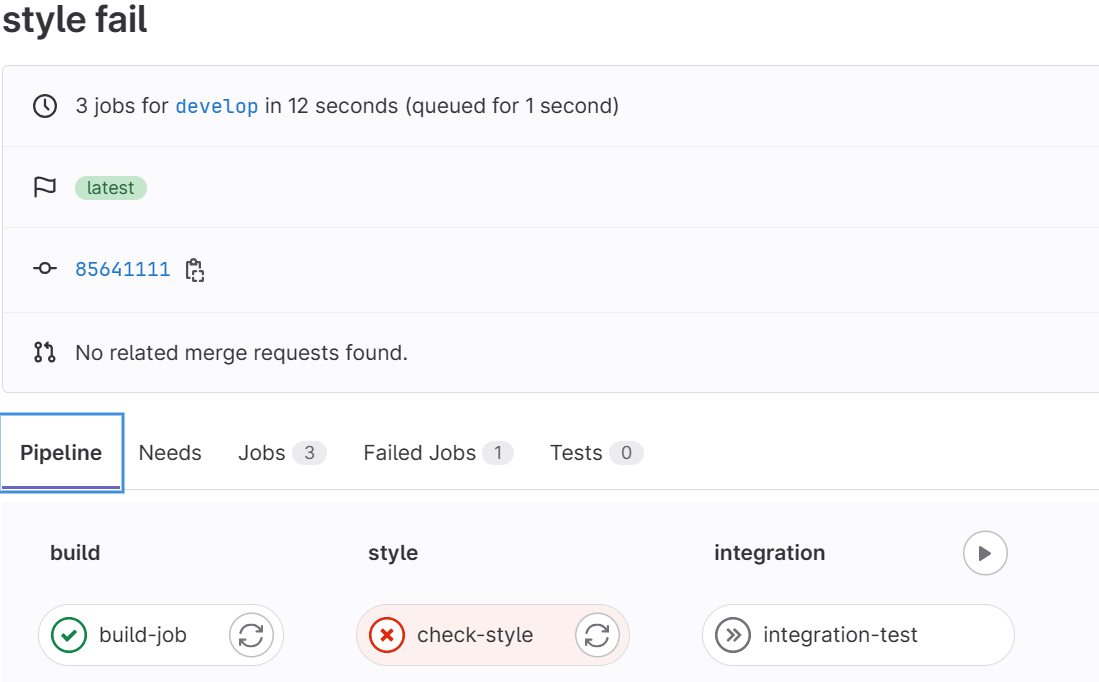 style fail
3 jobs for develop in 12 seconds (queued for 1 second)
latest
85641111
No related merge requests found.
Pipeline Needs Jobs 3 Failed Jobs 1 Tests 0
build style integration
build-job check-style integration-test